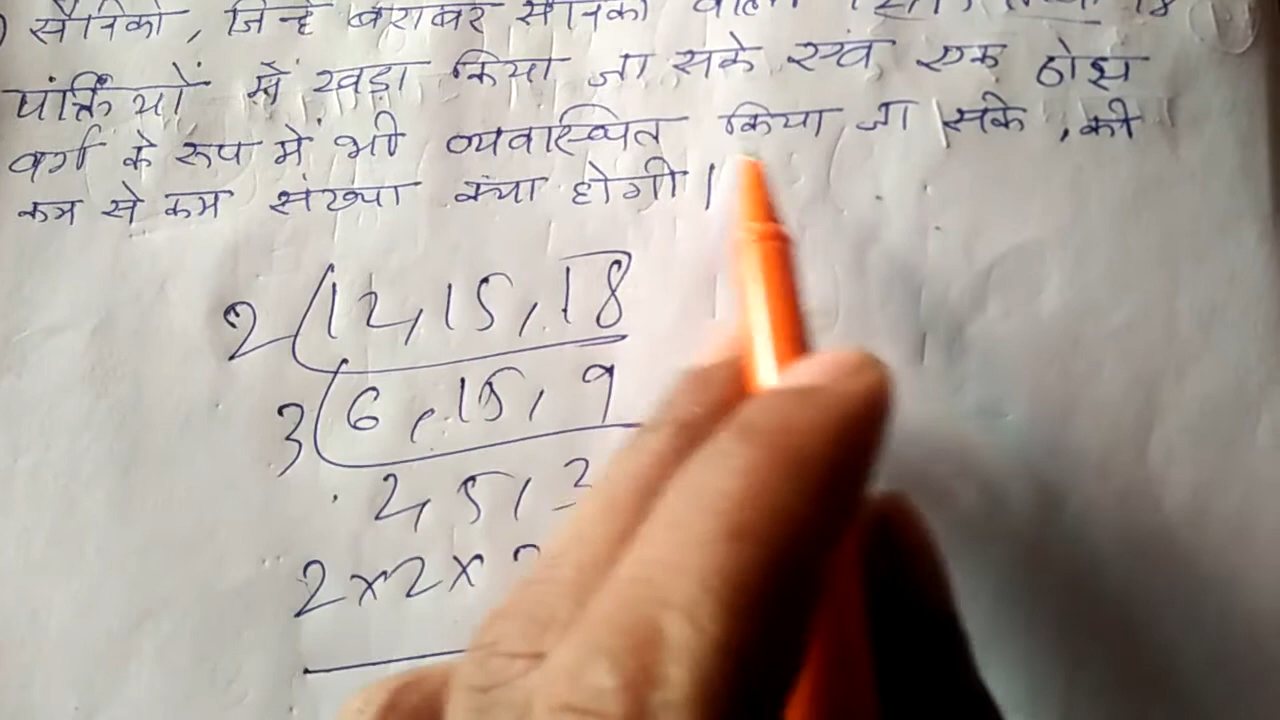 सैनिको, जिन्हे बराबर सैनिको वाली
पंक्तियों में खड़ा किया जा सके एवं एक ठोस
वर्ग के रूप में भी व्यवस्थित किया जा सके, की
कम से कम संख्या क्या होगी।
2 12, 15, 18
3 6, 15, 9
2, 5, 3
2×2×